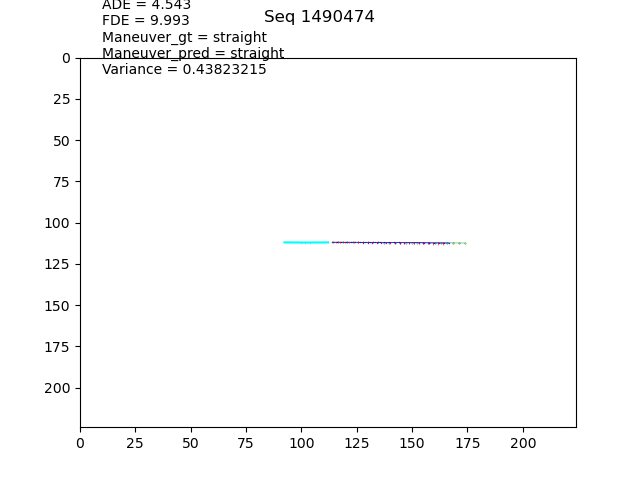 ADE = 4.543
Seq 1490474
FDE = 9.993
Maneuver_gt = straight
Maneuver_pred = straight
Variance = 0.43823215
0
25
50
75
100
125
150
175
200
0 25 50 75 100 125 150 175 200